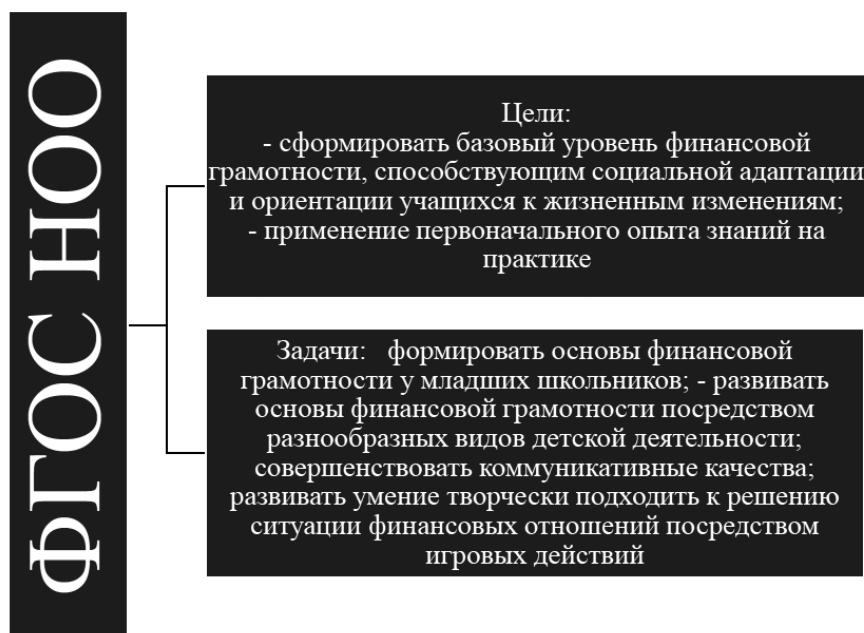 ФГОС НОО
Цели:
- сформировать базовый уровень финансовой
грамотности, способствующим социальной адаптации
и ориентации учащихся к жизненным изменениям;
- применение первоначального опыта знаний на
практике
Задачи: формировать основы финансовой
грамотности у младших школьников; - развивать
основы финансовой грамотности посредством
разнообразных видов детской деятельности;
совершенствовать коммуникативные качества;
развивать умение творчески подходить к решению
ситуации финансовых отношений посредством
игровых действий